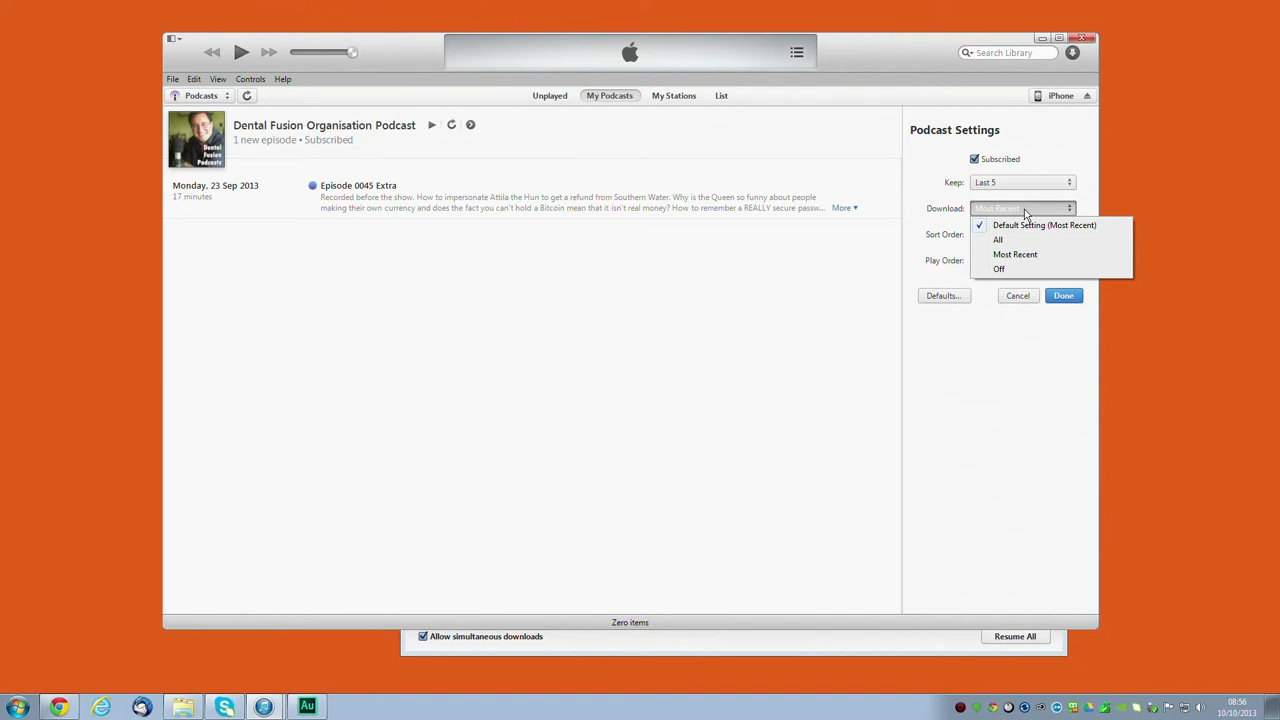 Search Library
File Edit View Controls Help
Podcasts
Unplayed My Podcasts My Stations List
iPhone
Dental Fusion Organisation Podcast
1 new episode • Subscribed
Dental
Fusion
Podcasts
Monday, 23 Sep 2013
17 minutes
Episode 0045 Extra
Recorded before the show. How to impersonate Attila the Hun to get a refund from Southern Water. Why is the Queen so funny about people
making their own currency and does the fact you can't hold a Bitcoin mean that it isn't real money? How to remember a REALLY secure passw...
More
Podcast Settings
Subscribed
Keep: Last 5
Download: Most Recent
Default Setting (Most Recent)
Sort Order:
All
Most Recent
Play Order:
Off
Defaults... Cancel Done
Zero items
Allow simultaneous downloads
Resume All
Au
08:56
10/10/2013